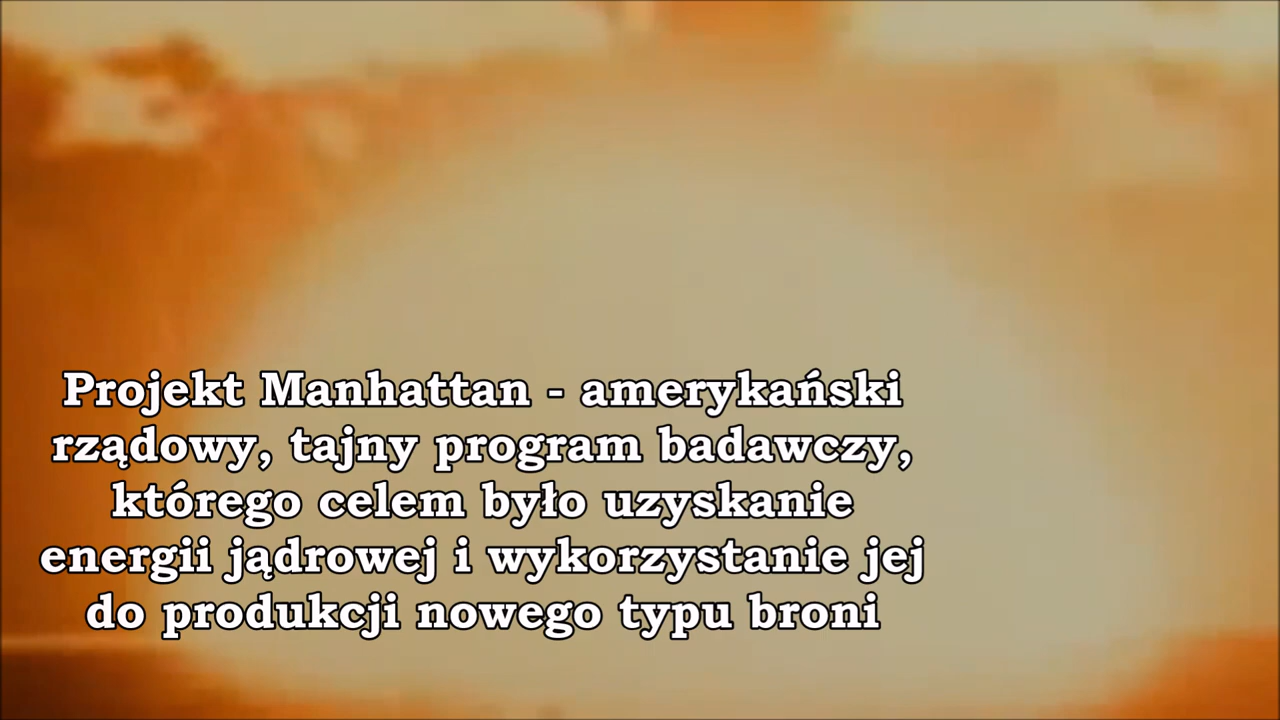 Projekt Manhattan - amerykański
rządowy, tajny program badawczy,
którego celem było uzyskanie
energii jądrowej i wykorzystanie jej
do produkcji nowego typu broni